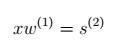 xw⁽¹⁾ = s⁽²⁾